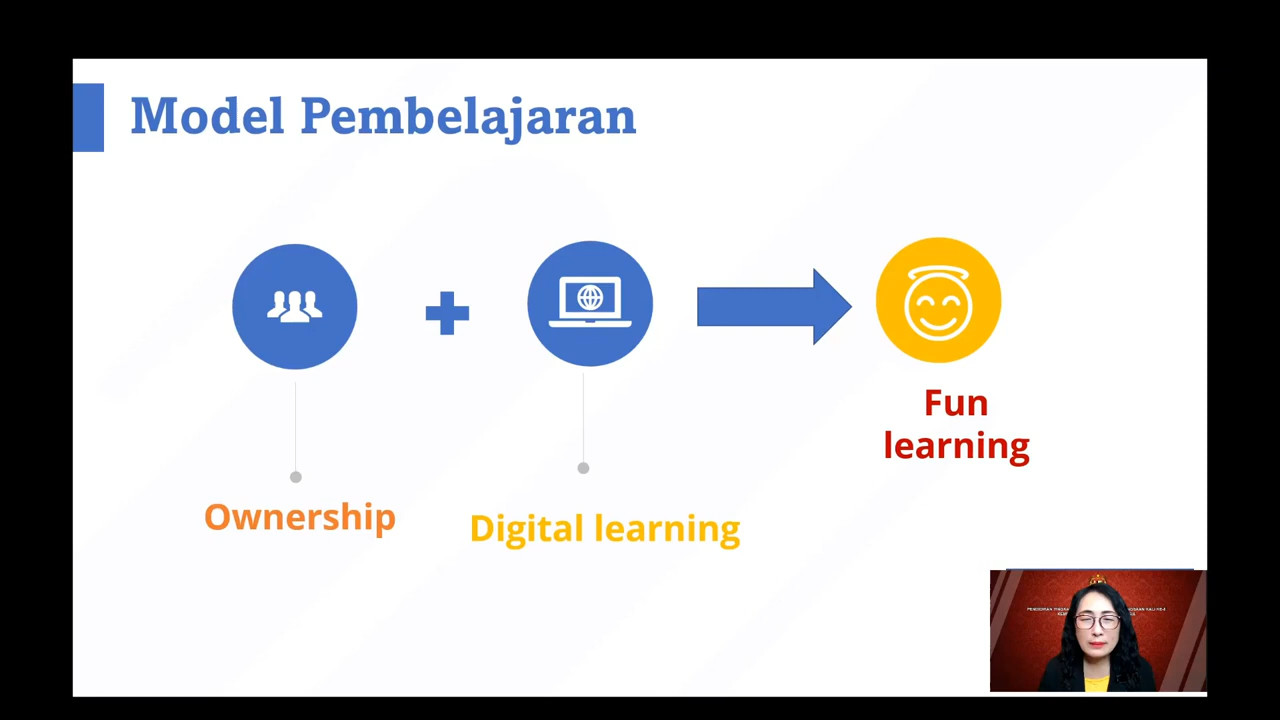 Model Pembelajaran
Ownership
Digital learning
Fun
learning